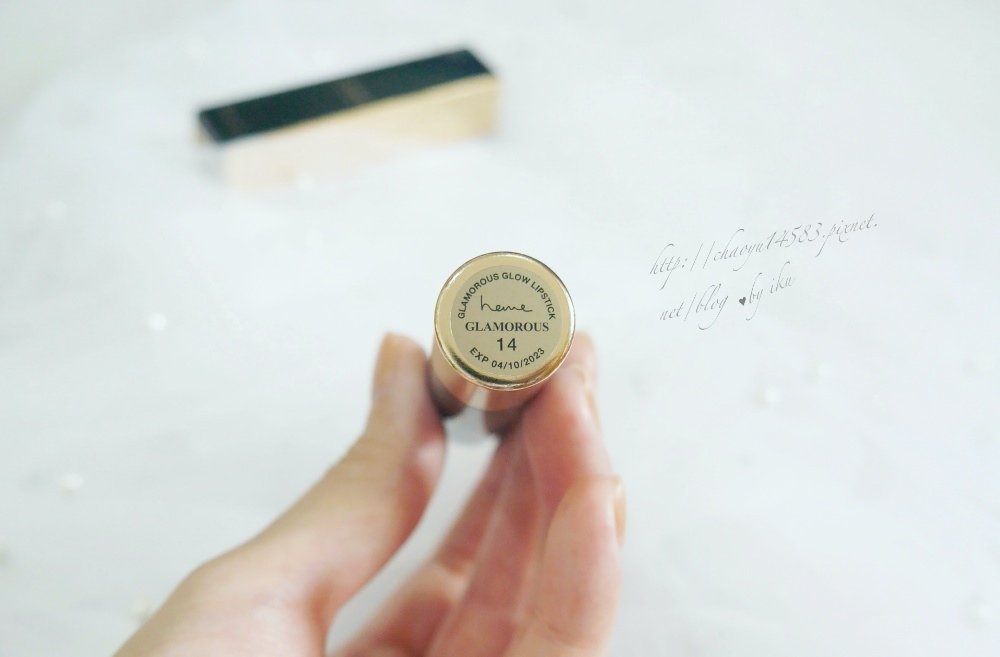 GLAMOROUS GLOW LIPSTICK
heme
GLAMOROUS
14
EXP 04/10/2023
http://chaoyu14583.pixnet.
net/blog ♥by iku